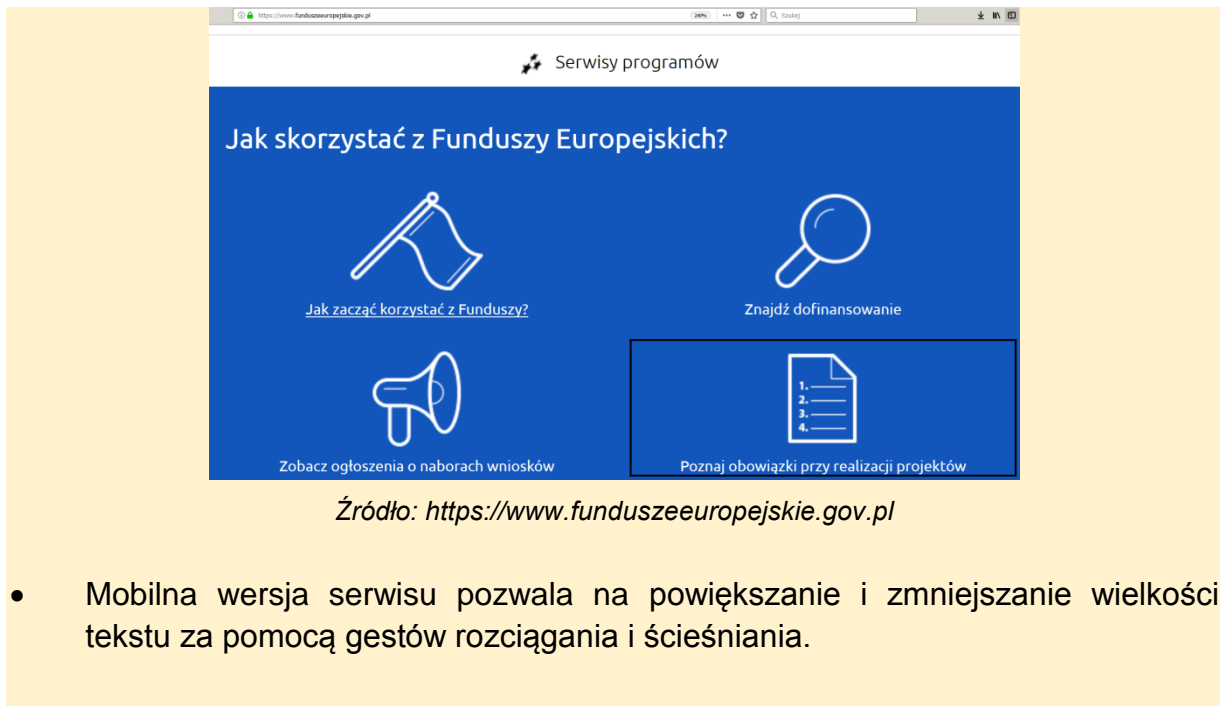 https://www.funduszeeuropejskie.gov.pl 240% Szukaj
Serwisy programów
Jak skorzystać z Funduszy Europejskich?
Jak zacząć korzystać z Funduszy?
Znajdź dofinansowanie
1.
2.
3.
4.
Zobacz ogłoszenia o naborach wniosków
Poznaj obowiązki przy realizacji projektów
Źródło: https://www.funduszeeuropejskie.gov.pl
• Mobilna wersja serwisu pozwala na powiększanie i zmniejszanie wielkości
tekstu za pomocą gestów rozciągania i ścieśniania.